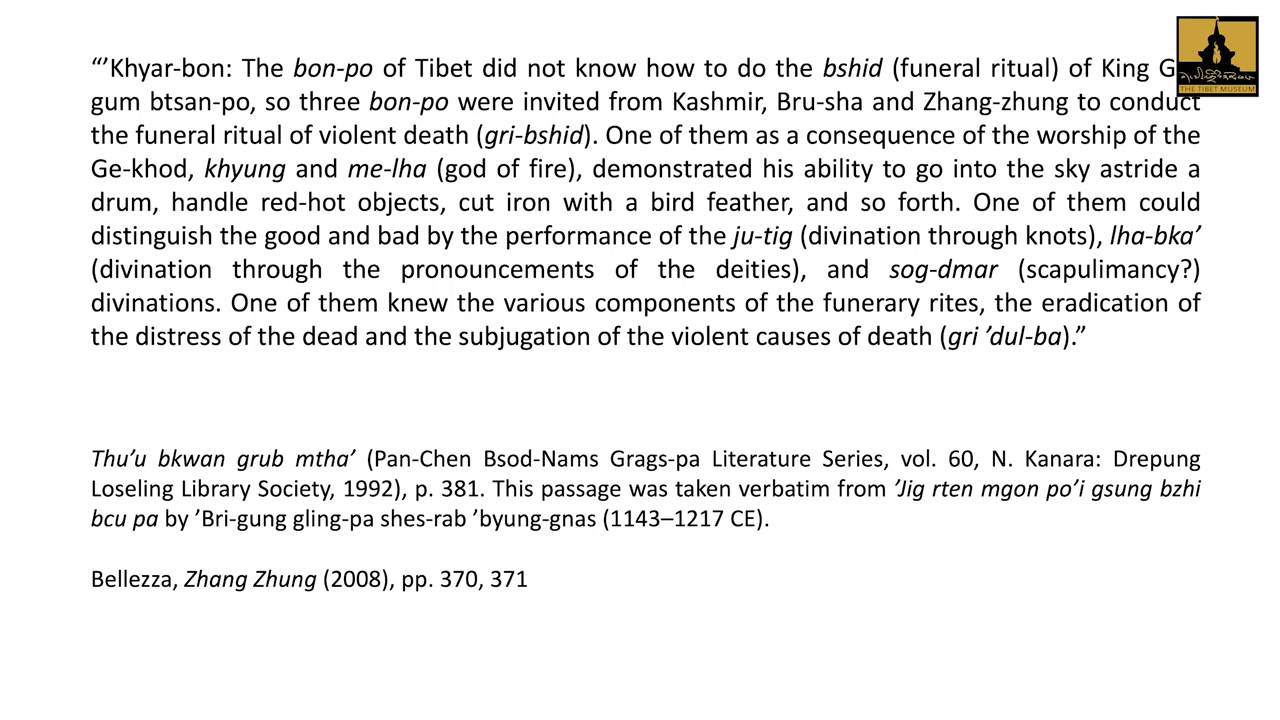 “’Khyar-bon: The bon-po of Tibet did not know how to do the bshid (funeral ritual) of King
gum btsan-po, so three bon-po were invited from Kashmir, Bru-sha and Zhang-zhung to conduct
the funeral ritual of violent death (gri-bshid). One of them as a consequence of the worship of the
Ge-khod, khyung and me-lha (god of fire), demonstrated his ability to go into the sky astride a
drum, handle red-hot objects, cut iron with a bird feather, and so forth. One of them could
distinguish the good and bad by the performance of the ju-tig (divination through knots), lha-bka’
(divination through the pronouncements of the deities), and sog-dmar (scapulimancy?)
divinations. One of them knew the various components of the funerary rites, the eradication of
the distress of the dead and the subjugation of the violent causes of death (gri ’dul-ba).”
Thu’u bkwan grub mtha’ (Pan-Chen Bsod-Nams Grags-pa Literature Series, vol. 60, N. Kanara: Drepung
Loseling Library Society, 1992), p. 381. This passage was taken verbatim from ’Jig rten mgon po’i gsung bzhi
bcu pa by ’Bri-gung gling-pa shes-rab ’byung-gnas (1143–1217 CE).
Bellezza, Zhang Zhung (2008), pp. 370, 371
THE TIBET MUSEUM